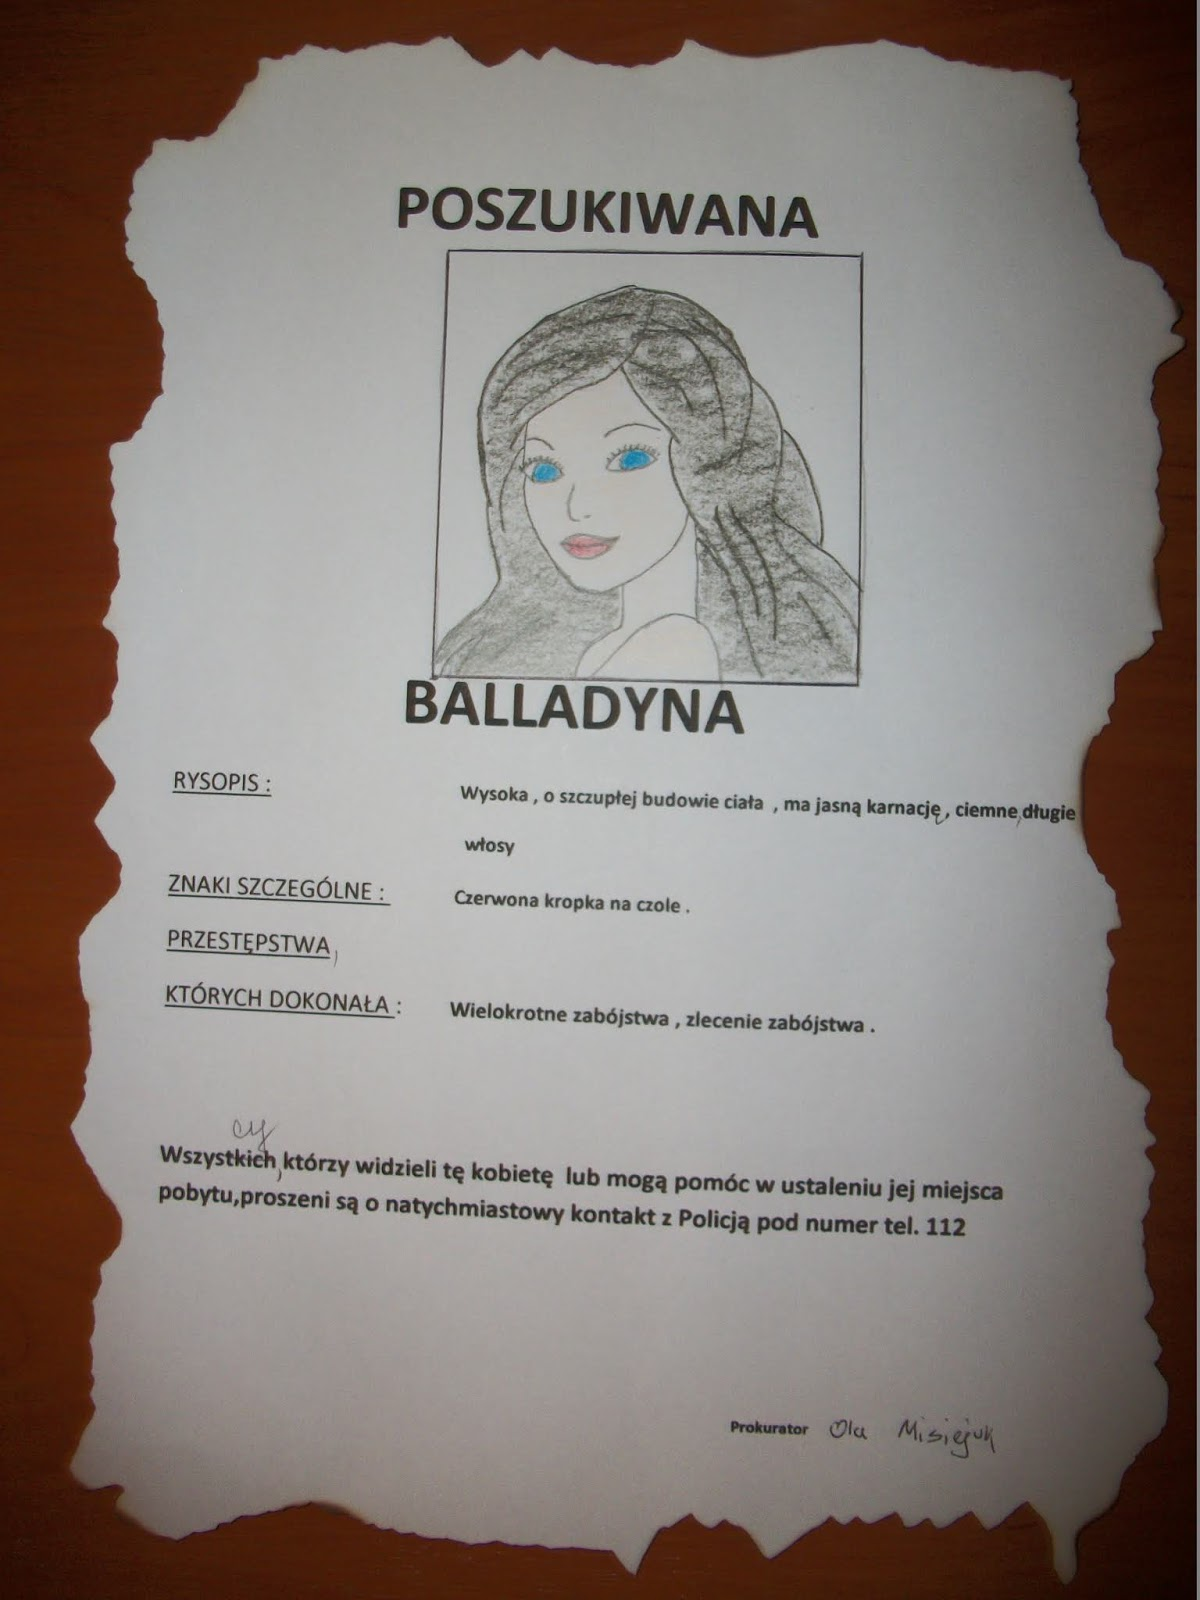 POSZUKIWANA
BALLADYNA
RYSOPIS : Wysoka , o szczupłej budowie ciała , ma jasną karnację , ciemne, długie
włosy
ZNAKI SZCZEGÓLNE : Czerwona kropka na czole .
PRZESTĘPSTWA,
KTÓRYCH DOKONAŁA : Wielokrotne zabójstwa , zlecenie zabójstwa .
cy
Wszystkich, którzy widzieli tę kobietę lub mogą pomóc w ustaleniu jej miejsca
pobytu,proszeni są o natychmiastowy kontakt z Policją pod numer tel. 112
Prokurator Ola Misiejuk